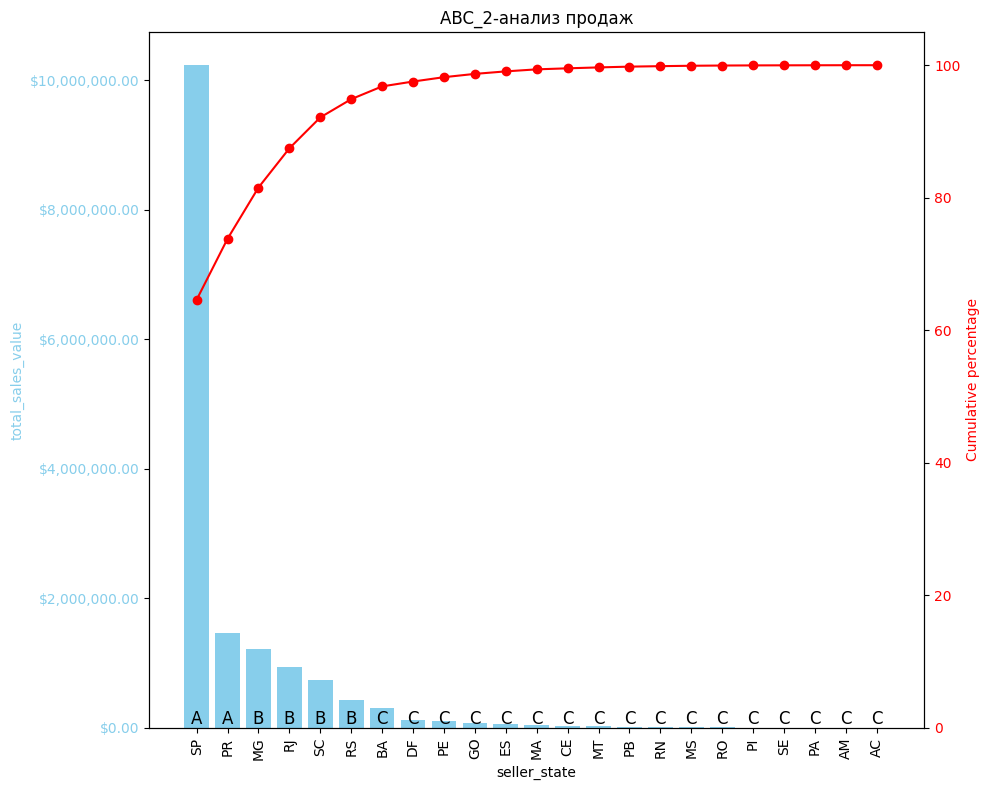 ABC_2-анализ продаж
$10,000,000.00
$8,000,000.00
$6,000,000.00
$4,000,000.00
$2,000,000.00
$0.00
total_sales_value
A A B B B B C C C C C C C C C C C C C C C C C
SP PR MG RJ SC RS BA DF PE GO ES MA CE MT PB RN MS RO PI SE PA AM AC
seller_state
100
80
60
40
20
0
Cumulative percentage